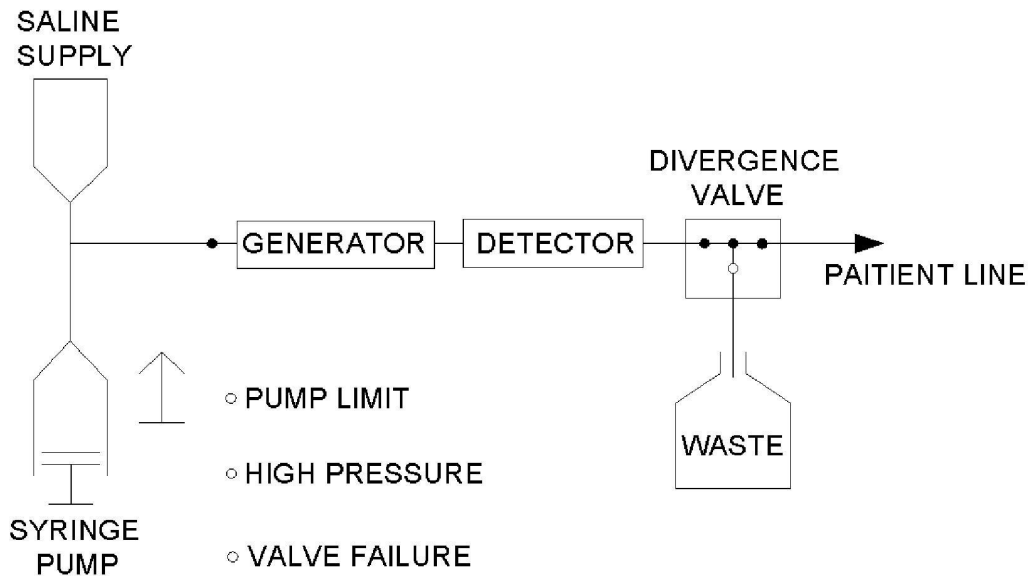 SALINE
SUPPLY
GENERATOR
DETECTOR
DIVERGENCE
VALVE
PAITIENT LINE
WASTE
SYRINGE
PUMP
PUMP LIMIT
HIGH PRESSURE
VALVE FAILURE